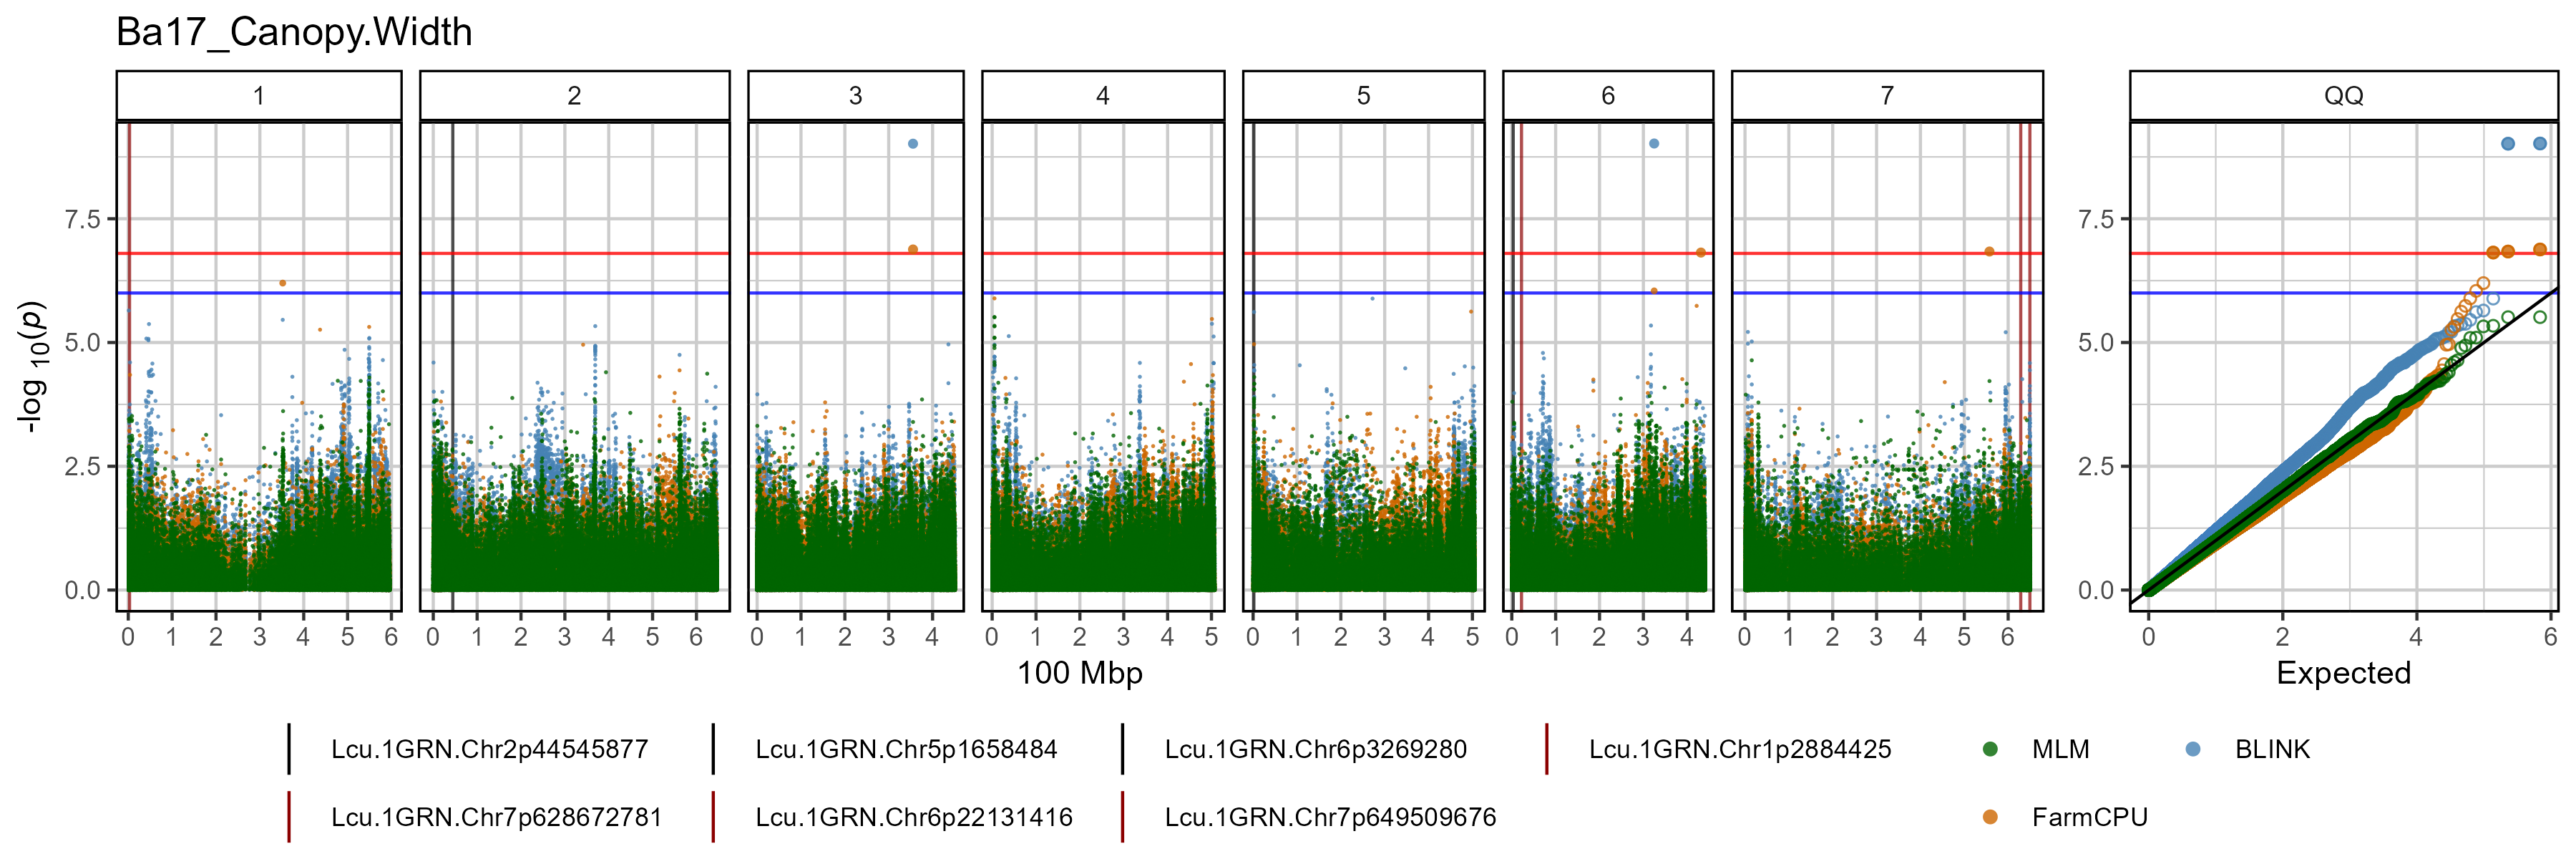 Ba17_Canopy.Width
1 2 3 4 5 6 7 QQ
7.5
5.0
2.5
0.0
-log 10(p)
7.5
5.0
2.5
0.0
0 1 2 3 4 5 6 0 1 2 3 4 5 6 0 1 2 3 4 0 1 2 3 4 5 0 1 2 3 4 5 0 1 2 3 4 0 1 2 3 4 5 6 0 2 4 6
100 Mbp Expected
Lcu.1GRN.Chr2p44545877 Lcu.1GRN.Chr5p1658484 Lcu.1GRN.Chr6p3269280 Lcu.1GRN.Chr1p2884425 MLM BLINK
Lcu.1GRN.Chr7p628672781 Lcu.1GRN.Chr6p22131416 Lcu.1GRN.Chr7p649509676 FarmCPU